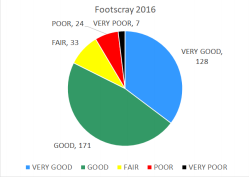 Footscray 2016
POOR, 24
VERY POOR, 7
FAIR, 33
VERY GOOD,
128
GOOD, 171
VERY GOOD
GOOD
FAIR
POOR
VERY POOR